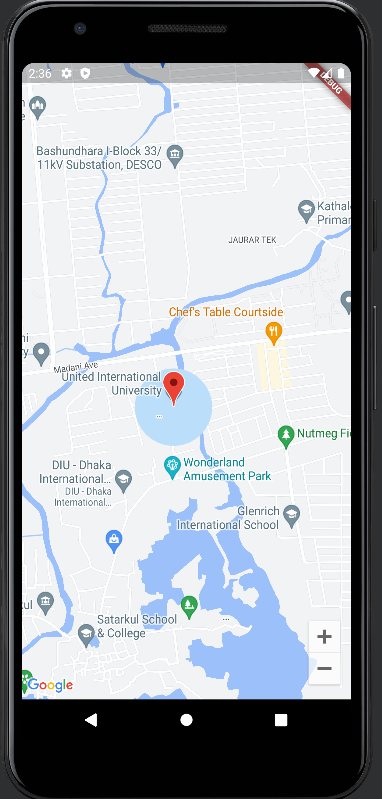 2:36
DEBUG
Bashundhara I-Block 33/
11kV Substation, DESCO
Kathal
Primar
JAURAR TEK
Chef's Table Courtside
Madani Ave
United International
University
Nutmeg Fi
Wonderland
Amusement Park
DIU - Dhaka
International...
DIU - Dhaka
International...
Glenrich
International School
Satarkul School
& College
Google